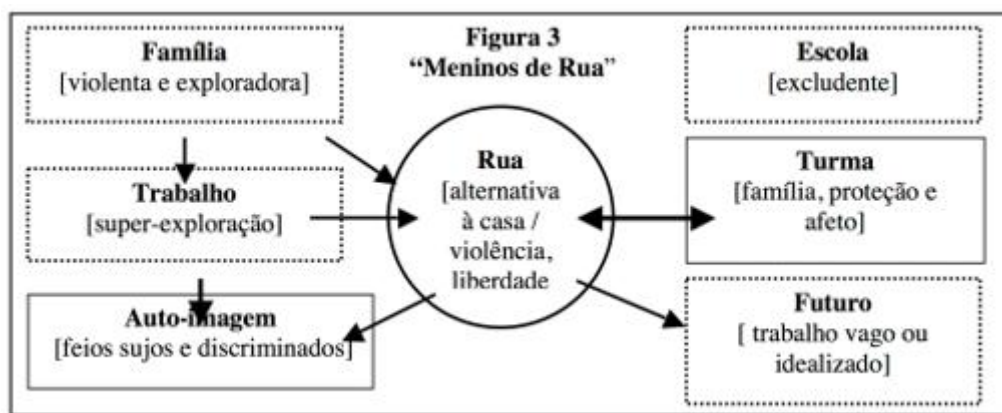 Figura 3
“Meninos de Rua”
Família
[violenta e exploradora]
Trabalho
[super-exploração]
Auto-imagem
[feios sujos e discriminados]
Rua
[alternativa
à casa /
violência,
liberdade
Escola
[excludente]
Turma
[família, proteção e
afeto]
Futuro
[ trabalho vago ou
idealizado]